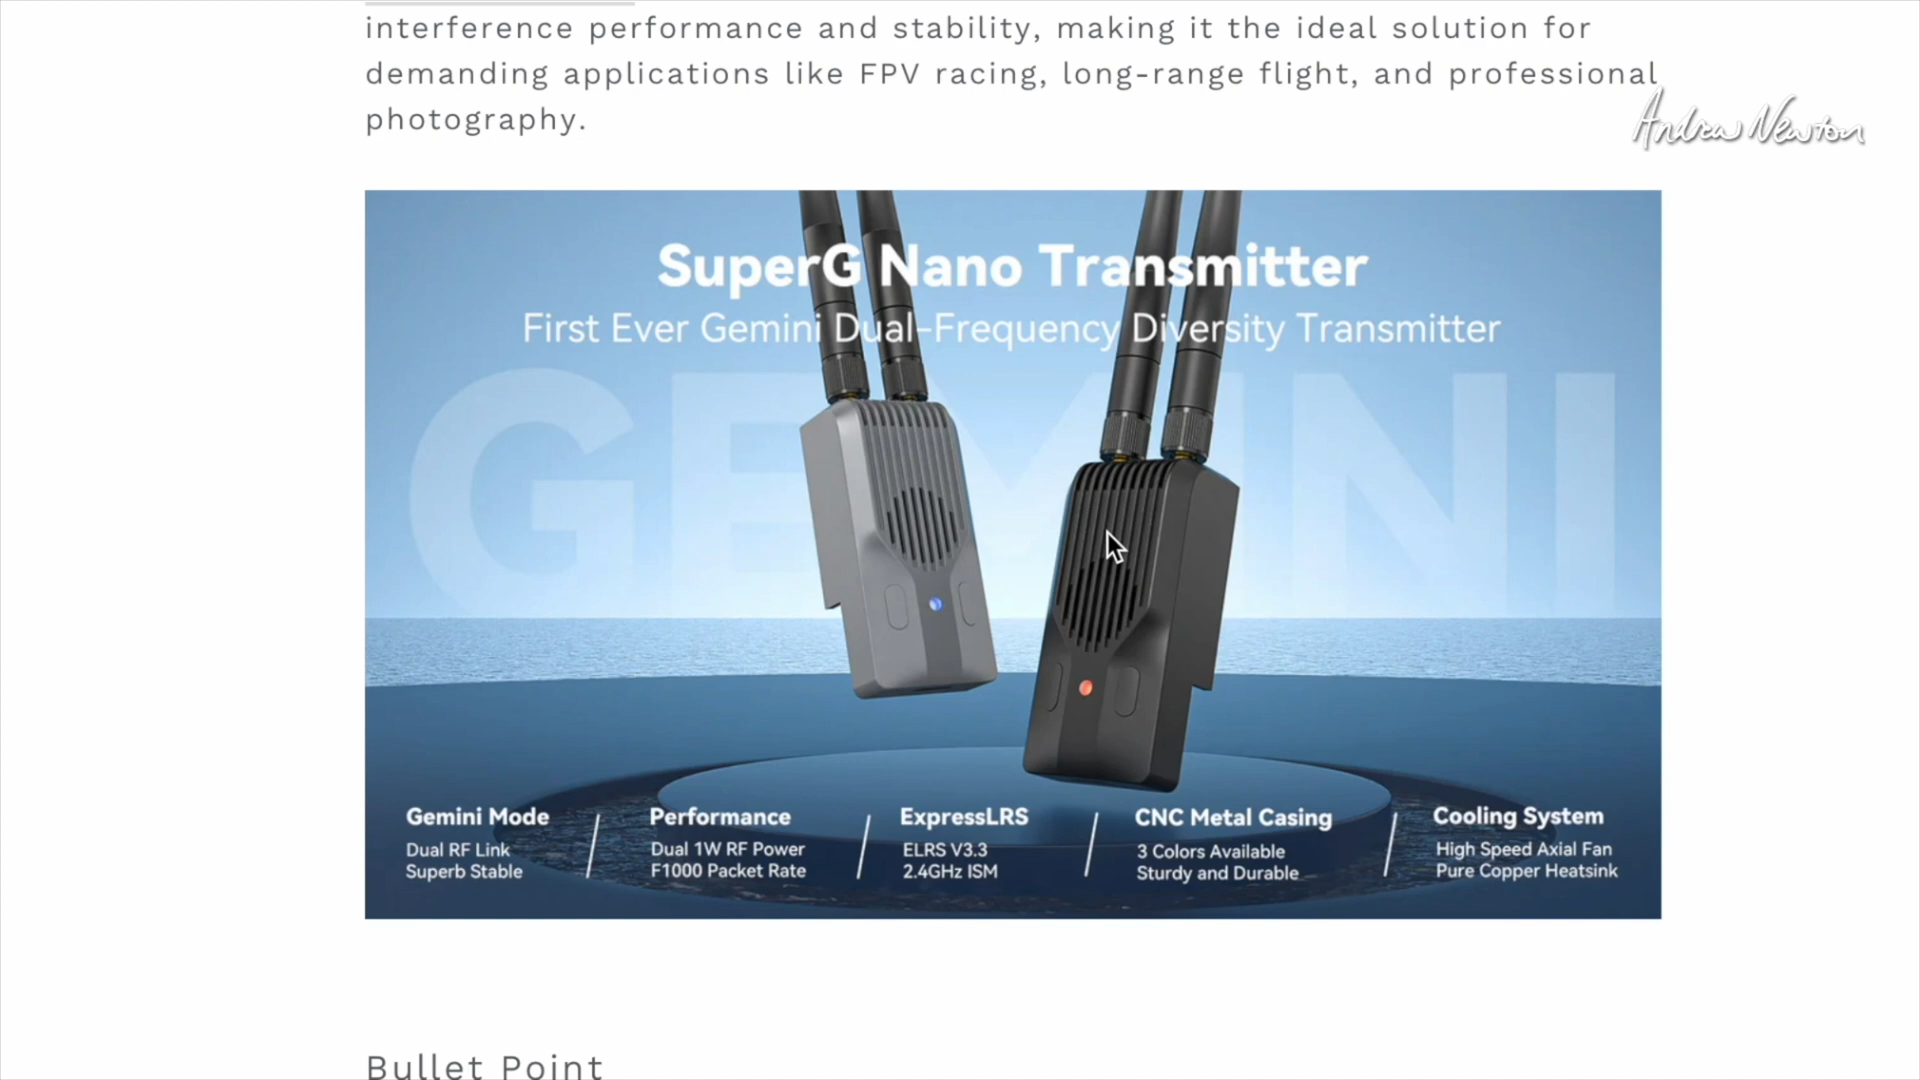 interference performance and stability, making it the ideal solution for
demanding applications like FPV racing, long-range flight, and professional
photography.
Andrew Newton
SuperG Nano Transmitter
First Ever Gemini Dual-Frequency Diversity Transmitter
GEMINI
Gemini Mode
Dual RF Link
Superb Stable
Performance
Dual 1W RF Power
F1000 Packet Rate
ExpressLRS
ELRS V3.3
2.4GHz ISM
CNC Metal Casing
3 Colors Available
Sturdy and Durable
Cooling System
High Speed Axial Fan
Pure Copper Heatsink
Bullet Point